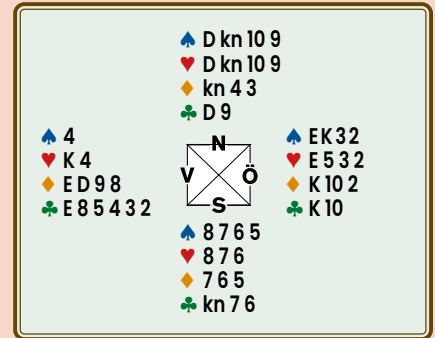 ♠ D kn 10 9
♥ D kn 10 9
♦ kn 4 3
♣ D 9
♠ 4
♥ K 4
♦ E D 9 8
♣ E 8 5 4 3 2
N
V Ö
S
♠ E K 3 2
♥ E 5 3 2
♦ K 10 2
♣ K 10
♠ 8 7 6 5
♥ 8 7 6
♦ 7 6 5
♣ kn 7 6